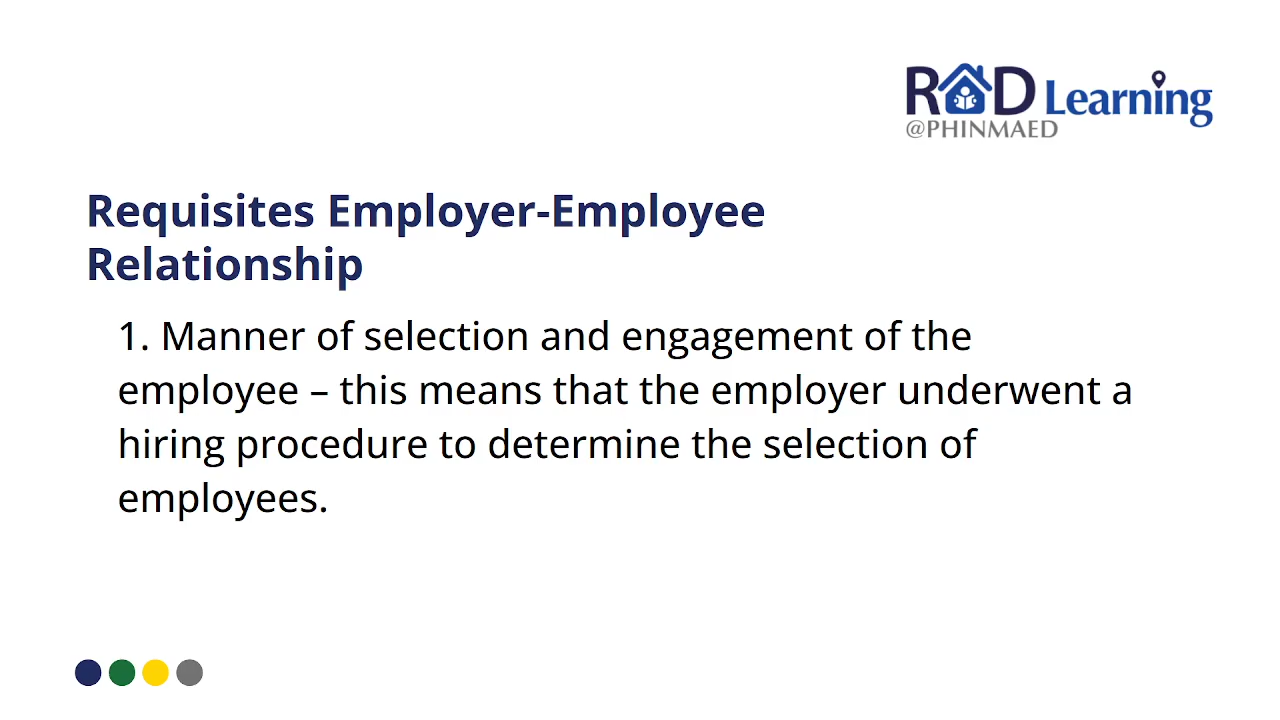 RAD Learning
@PHINMAED
Requisites Employer-Employee
Relationship
1. Manner of selection and engagement of the
employee – this means that the employer underwent a
hiring procedure to determine the selection of
employees.